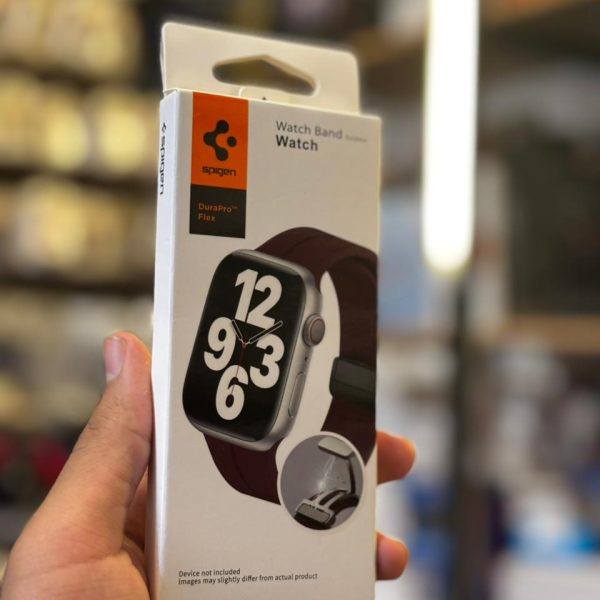 spigen
spigen
DuraPro™
Flex
Watch Band
Watch
12
9
3
6
Device not included
Images may slightly differ from actual product